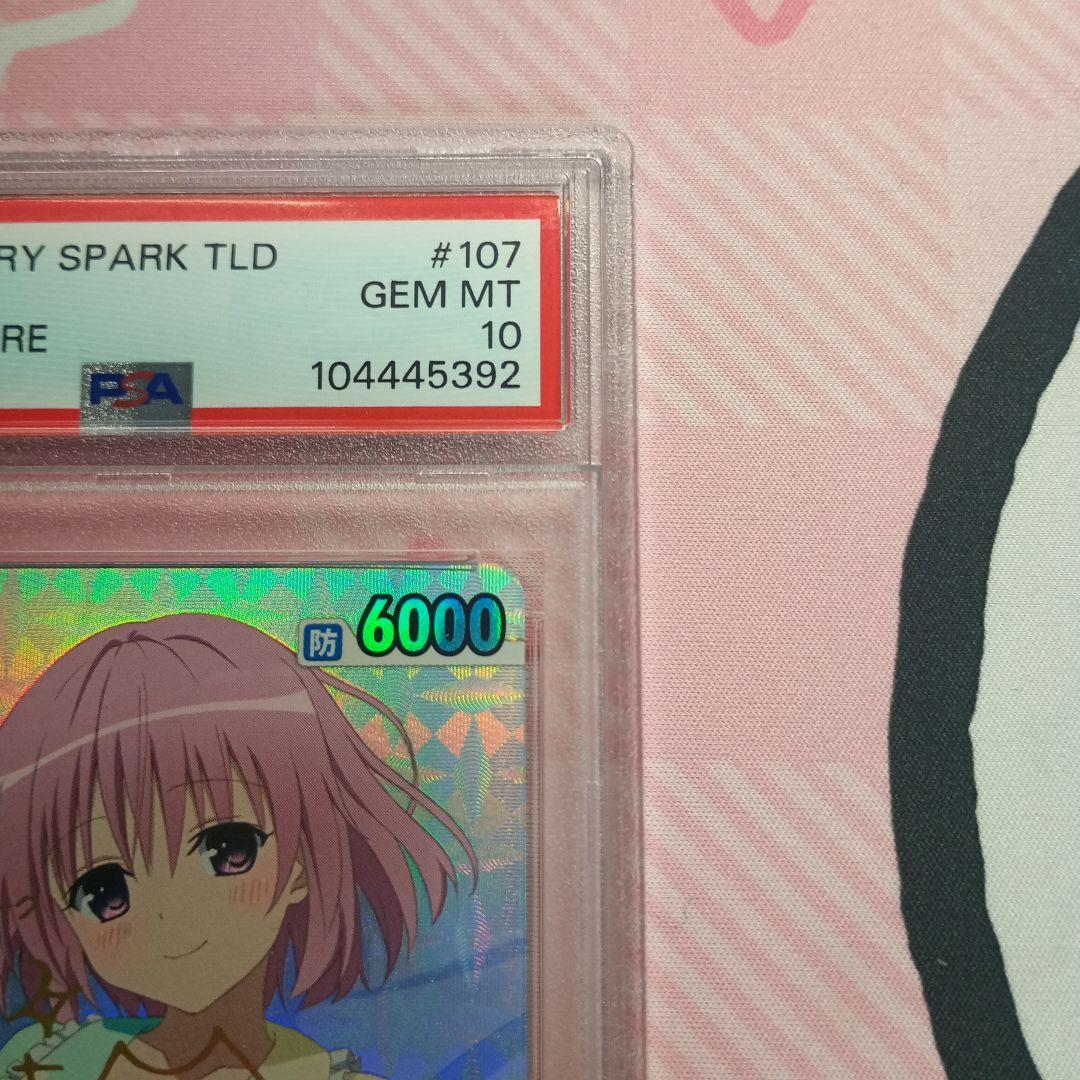 RY SPARK TLD #107
GEM MT
RE 10
PSA 104445392
防 6000